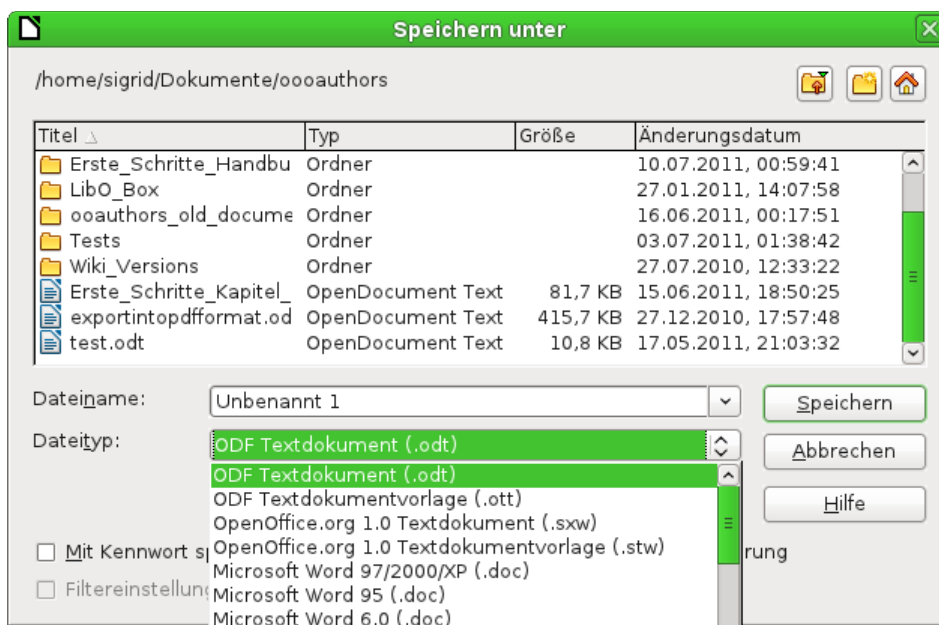 Speichern unter
/home/sigrid/Dokumente/oooauthors
Titel Typ Größe Änderungsdatum
Erste_Schritte_Handbu Ordner 10.07.2011, 00:59:41
LibO_Box Ordner 27.01.2011, 14:07:58
ooauthors_old_docume Ordner 16.06.2011, 00:17:51
Tests Ordner 03.07.2011, 01:38:42
Wiki_Versions Ordner 27.07.2010, 12:33:22
Erste_Schritte_Kapitel_ OpenDocument Text 81,7 KB 15.06.2011, 18:50:25
exportintopdfformat.od OpenDocument Text 415,7 KB 27.12.2010, 17:57:48
test.odt OpenDocument Text 10,8 KB 17.05.2011, 21:03:32
Dateiname: Unbenannt 1 Speichern
Dateityp: ODF Textdokument (.odt) Abbrechen
ODF Textdokument (.odt)
ODF Textdokumentvorlage (.ott) Hilfe
OpenOffice.org 1.0 Textdokument (.sxw)
Mit Kennwort sp OpenOffice.org 1.0 Textdokumentvorlage (.stw) rung
Microsoft Word 97/2000/XP (.doc)
Filtereinstellung Microsoft Word 95 (.doc)
Microsoft Word 6.0 (.doc)